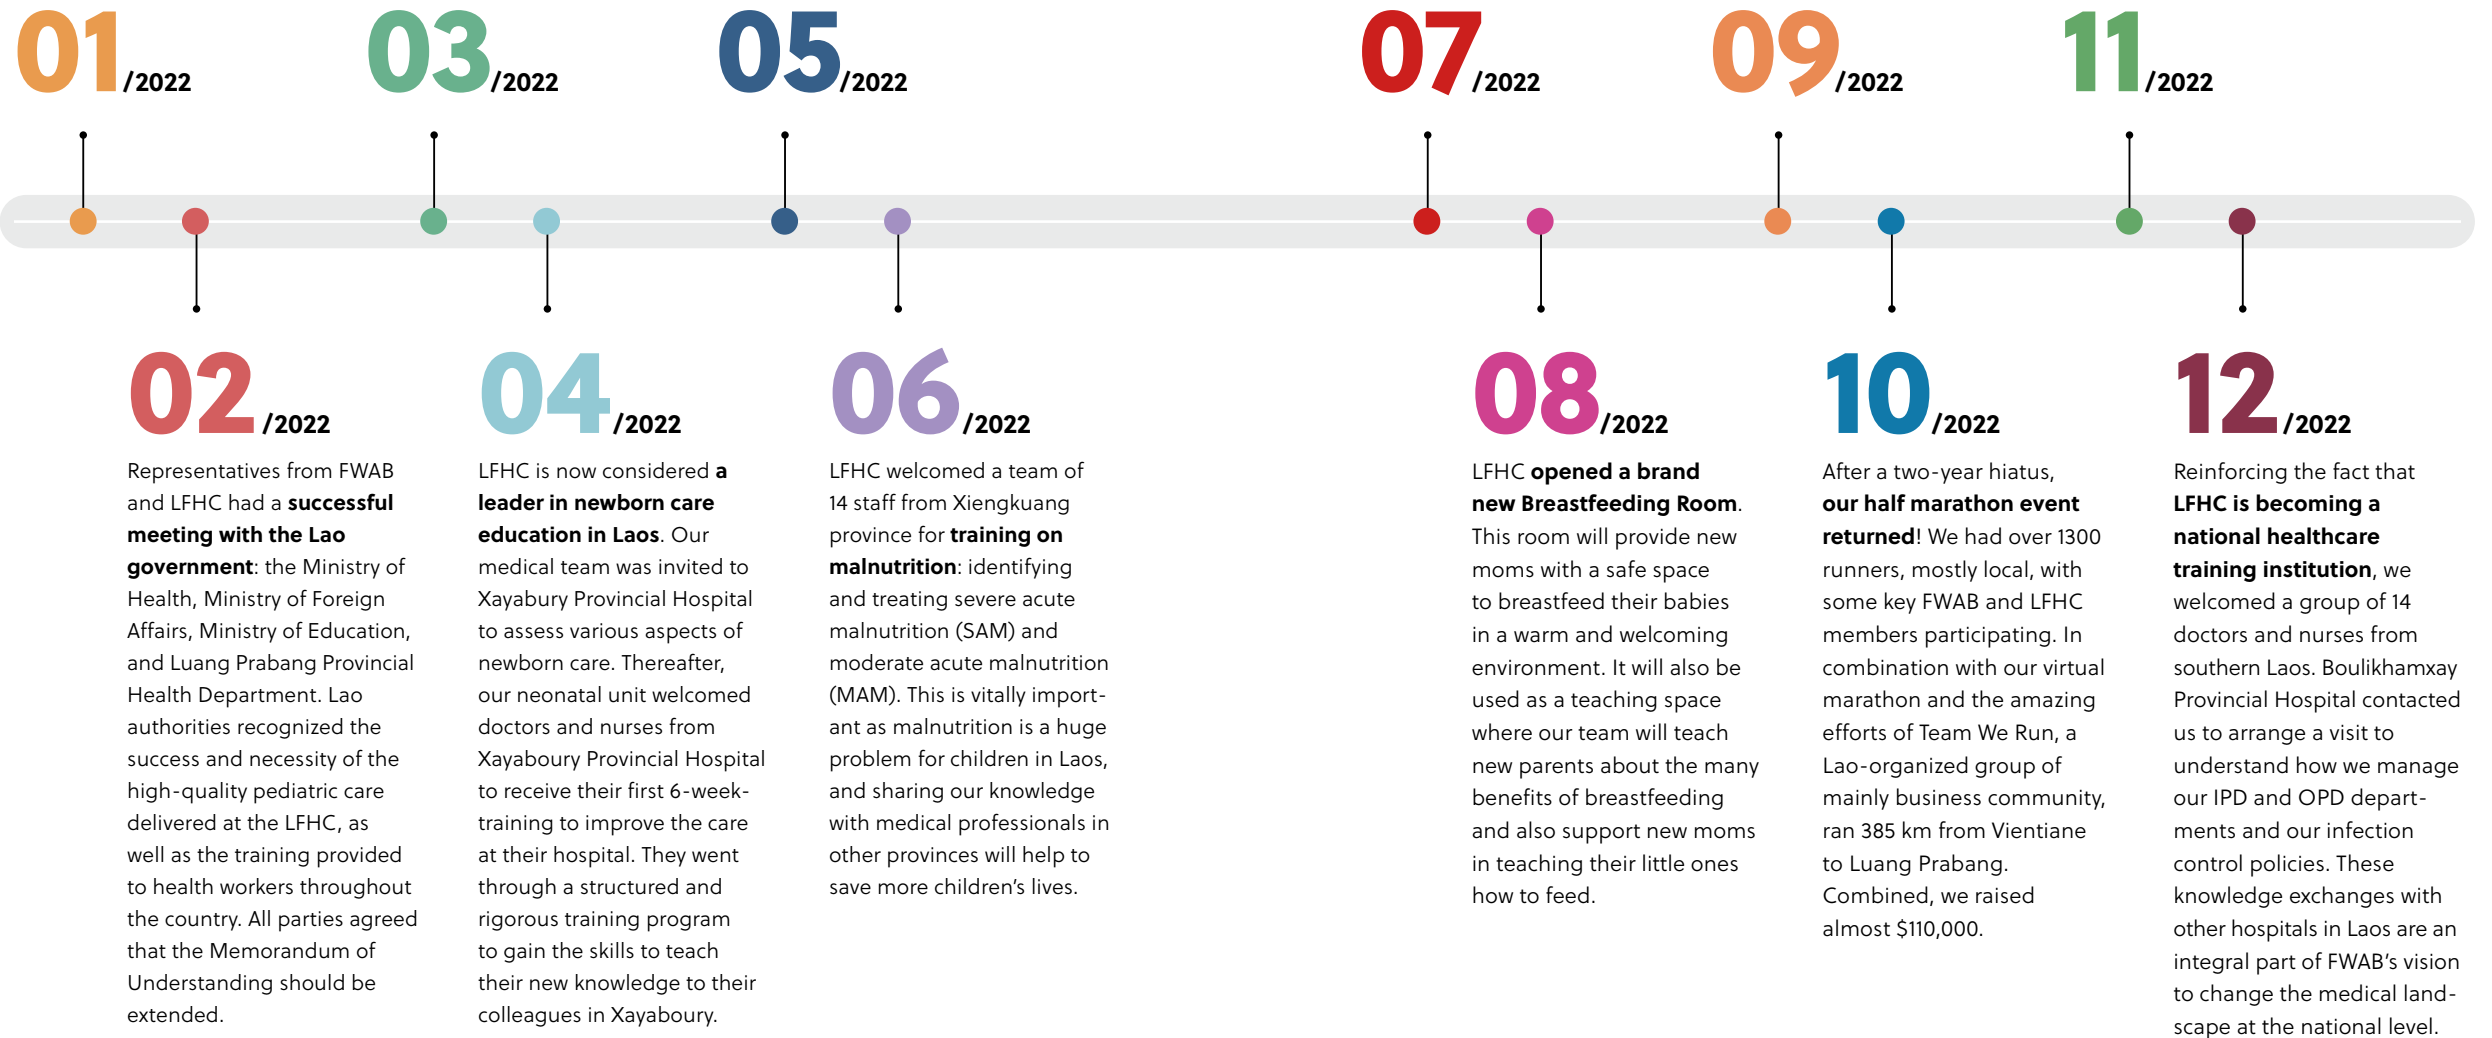 01/2022
03/2022
05/2022
07/2022
09/2022
11/2022
02/2022
Representatives from FWAB
and LFHC had a successful
meeting with the Lao
government: the Ministry of
Health, Ministry of Foreign
Affairs, Ministry of Education,
and Luang Prabang Provincial
Health Department. Lao
authorities recognized the
success and necessity of the
high-quality pediatric care
delivered at the LFHC, as
well as the training provided
to health workers throughout
the country. All parties agreed
that the Memorandum of
Understanding should be
extended.
04/2022
LFHC is now considered a
leader in newborn care
education in Laos. Our
medical team was invited to
Xayabury Provincial Hospital
to assess various aspects of
newborn care. Thereafter,
our neonatal unit welcomed
doctors and nurses from
Xayaboury Provincial Hospital
to receive their first 6-week-
training to improve the care
at their hospital. They went
through a structured and
rigorous training program
to gain the skills to teach
their new knowledge to their
colleagues in Xayaboury.
06/2022
LFHC welcomed a team of
14 staff from Xiengkuang
province for training on
malnutrition: identifying
and treating severe acute
malnutrition (SAM) and
moderate acute malnutrition
(MAM). This is vitally import-
ant as malnutrition is a huge
problem for children in Laos,
and sharing our knowledge
with medical professionals in
other provinces will help to
save more children's lives.
08/2022
LFHC opened a brand
new Breastfeeding Room.
This room will provide new
moms with a safe space
to breastfeed their babies
in a warm and welcoming
environment. It will also be
used as a teaching space
where our team will teach
new parents about the many
benefits of breastfeeding
and also support new moms
in teaching their little ones
how to feed.
10/2022
After a two-year hiatus,
our half marathon event
returned! We had over 1300
runners, mostly local, with
some key FWAB and LFHC
members participating. In
combination with our virtual
marathon and the amazing
efforts of Team We Run, a
Lao-organized group of
mainly business community,
ran 385 km from Vientiane
to Luang Prabang.
Combined, we raised
almost $110,000.
12/2022
Reinforcing the fact that
LFHC is becoming a
national healthcare
training institution, we
welcomed a group of 14
doctors and nurses from
southern Laos. Boulikhamxay
Provincial Hospital contacted
us to arrange a visit to
understand how we manage
our IPD and OPD depart-
ments and our infection
control policies. These
knowledge exchanges with
other hospitals in Laos are an
integral part of FWAB's vision
to change the medical land-
scape at the national level.